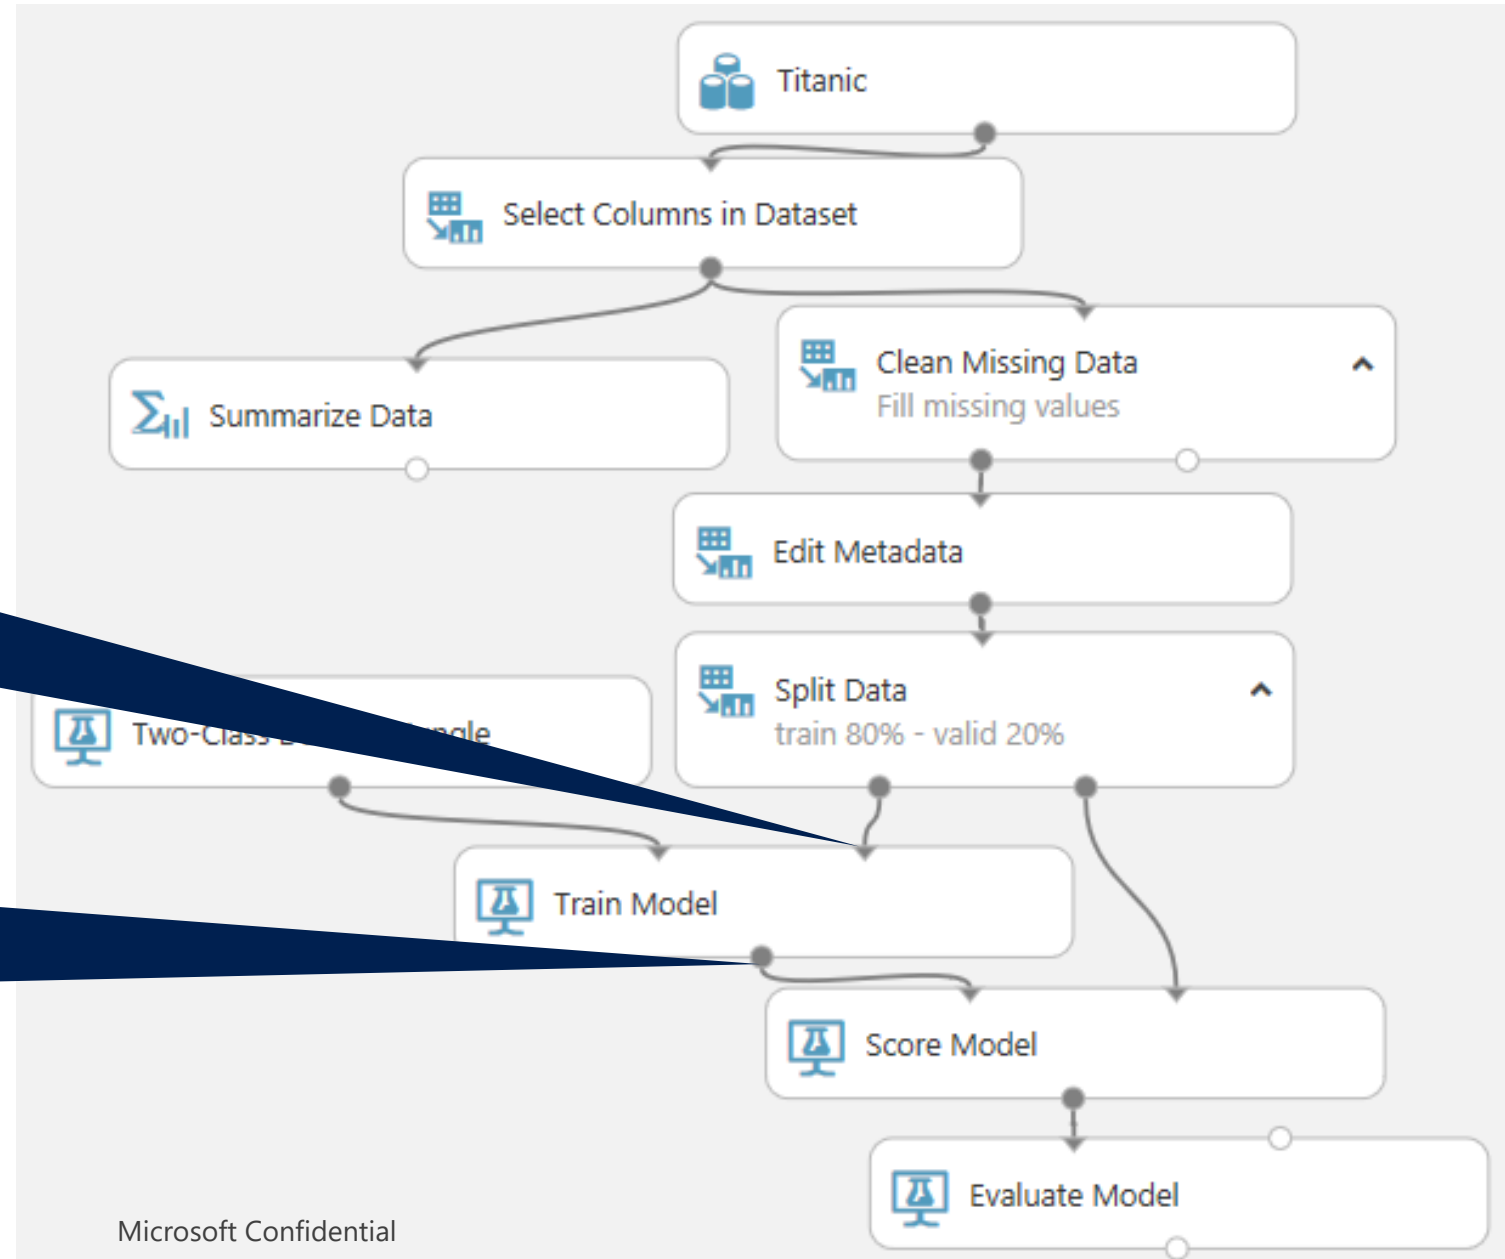 Titanic
Select Columns in Dataset
Clean Missing Data
Fill missing values
Summarize Data
Edit Metadata
Split Data
train 80% - valid 20%
Two-Class
Train Model
Score Model
Evaluate Model
Microsoft Confidential